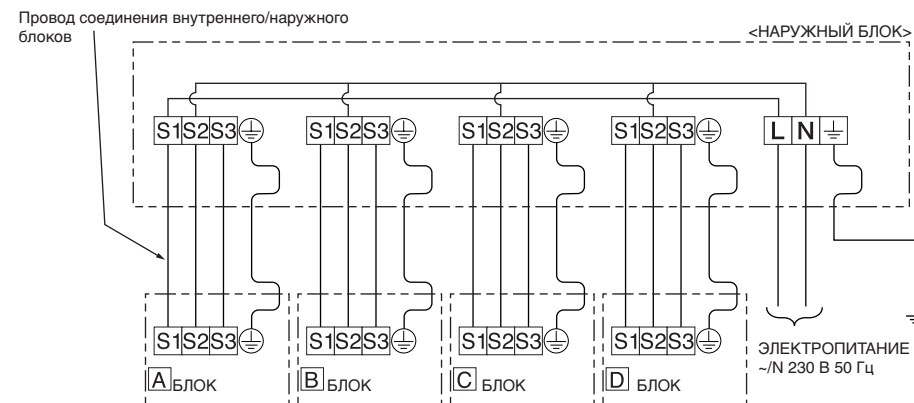 Провод соединения внутреннего/наружного
блоков
<НАРУЖНЫЙ БЛОК>
S1 S2 S3 S1 S2 S3 S1 S2 S3 S1 S2 S3 L N
S1 S2 S3 S1 S2 S3 S1 S2 S3 S1 S2 S3
ЭЛЕКТРОПИТАНИЕ
~/N 230 В 50 Гц
A БЛОК B БЛОК C БЛОК D БЛОК